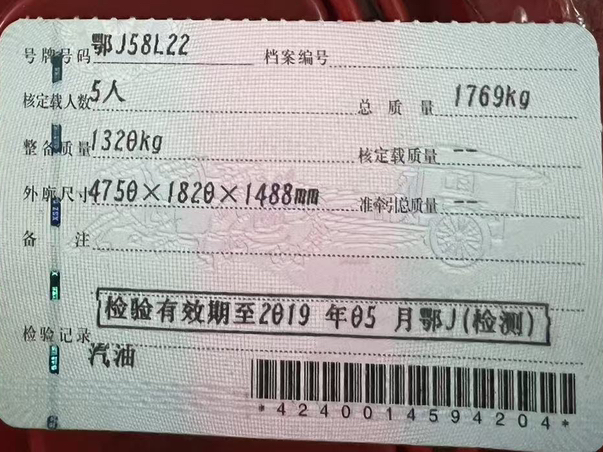 号牌号码 鄂J58L22 档案编号
核定载人数 5人 总质量 1769kg
整备质量 1320kg 核定载质量 --
外廓尺寸 4750×1820×1488mm 准牵引总质量 --
备注
检验有效期至2019 年05 月鄂J(检测)
检验记录
汽油
*4240014594204*